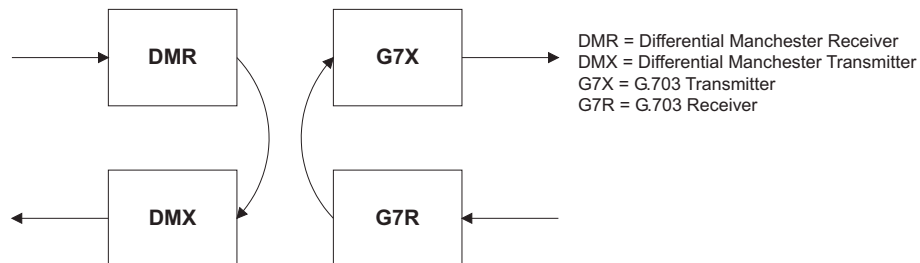 DMR
G7X
DMR = Differential Manchester Receiver
DMX = Differential Manchester Transmitter
G7X = G.703 Transmitter
G7R = G.703 Receiver
DMX
G7R